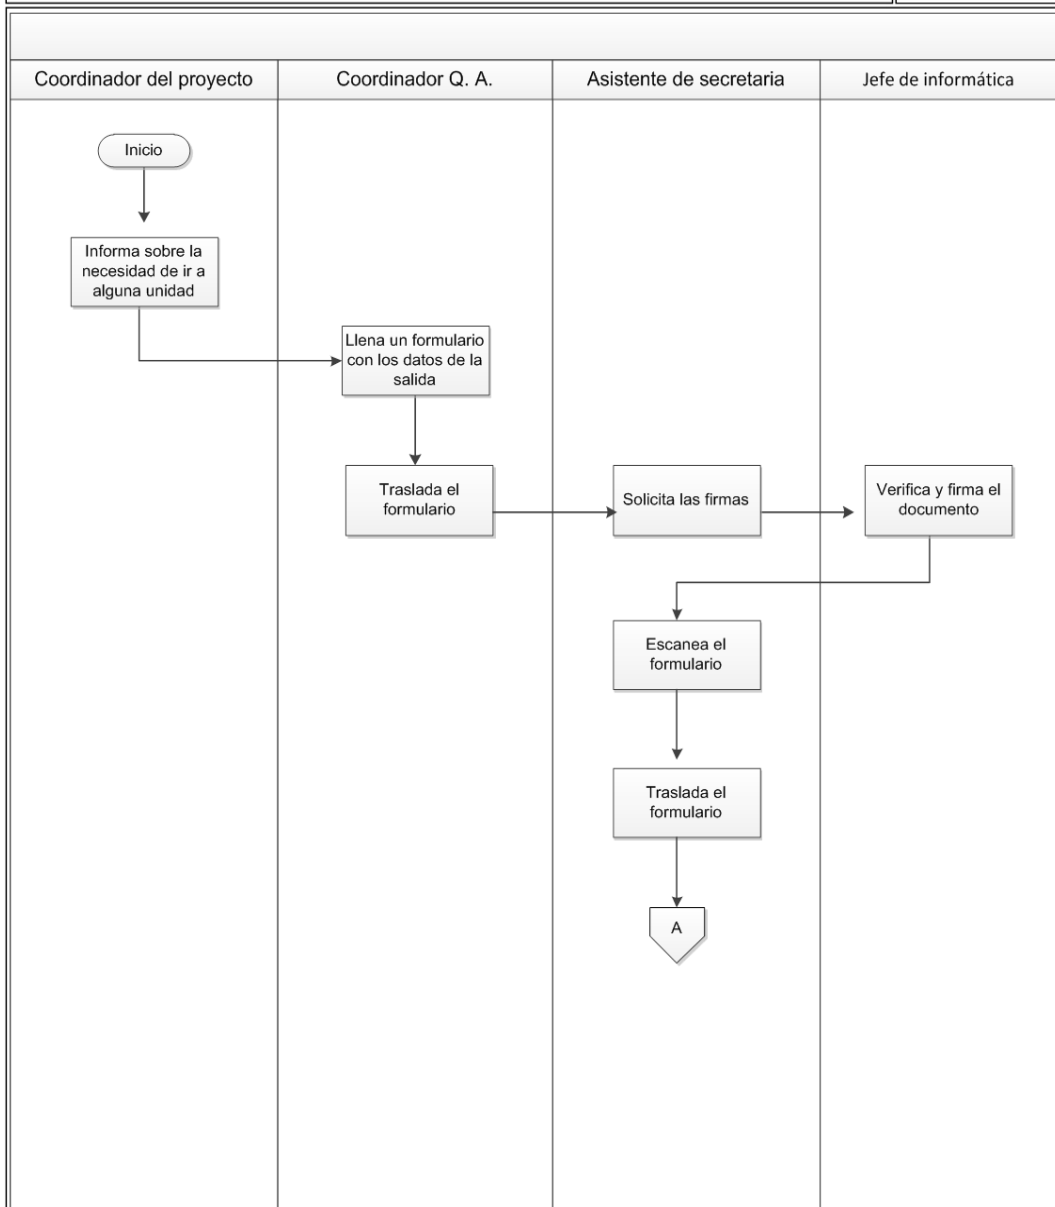 Coordinador del proyecto
Coordinador Q. A.
Asistente de secretaria
Jefe de informática
Inicio
Informa sobre la
necesidad de ir a
alguna unidad
Llena un formulario
con los datos de la
salida
Traslada el
formulario
Solicita las firmas
Verifica y firma el
documento
Escanea el
formulario
Traslada el
formulario
A